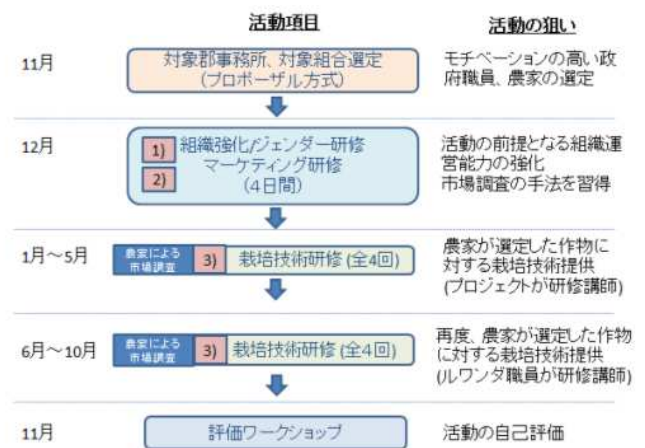 活動項目
活動の狙い
11月
対象郡事務所、対象組合選定
(プロポーザル方式)
モチベーションの高い政
府職員、農家の選定
12月
1)
2)
組織強化/ジェンダー研修
マーケティング研修
(4日間)
活動の前提となる組織運
営能力の強化
市場調査の手法を習得
1月～5月
農家による
市場調査
3)
栽培技術研修(全4回)
農家が選定した作物に
対する栽培技術提供
(プロジェクトが研修講師)
6月～10月
農家による
市場調査
3)
栽培技術研修(全4回)
再度、農家が選定した作物
に対する栽培技術提供
(ルワンダ職員が研修講師)
11月
評価ワークショップ
活動の自己評価